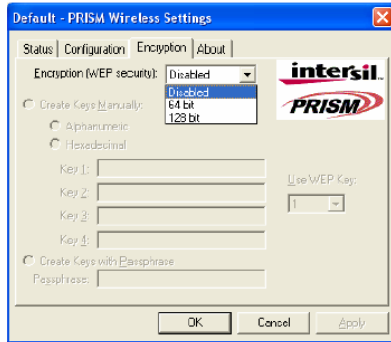 Default - PRISM Wireless Settings
Status Configuration Encryption About
Encryption (WEP security): Disabled
Disabled
64 bit
128 bit
intersil
PRISM
Create Keys Manually:
Alphanumeric
Hexadecimal
Key 1:
Key 2:
Key 3:
Key 4:
Use WEP Key:
1
Create Keys with Passphrase
Passphrase:
OK Cancel Apply